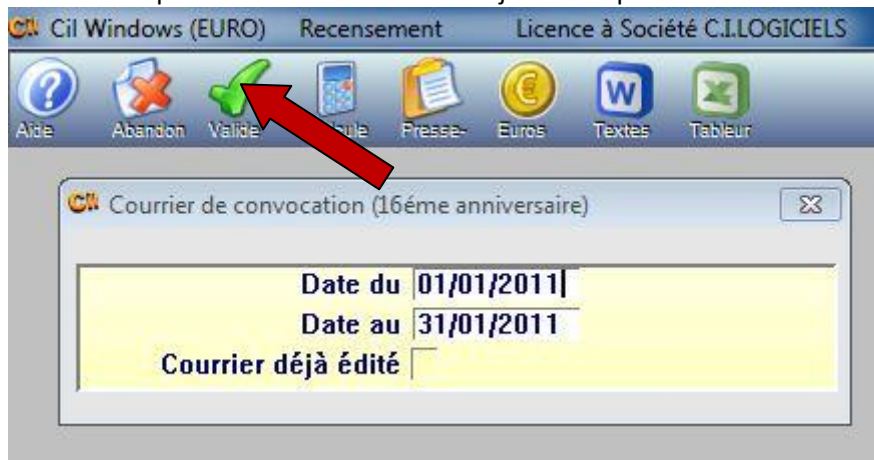 Cil Windows (EURO) Recensement Licence à Société C.I.LOGICIELS
Aide Abandon Valide Presse- Euros Textes Tableur
Courrier de convocation (16éme anniversaire)
Date du 01/01/2011
Date au 31/01/2011
Courrier déjà édité